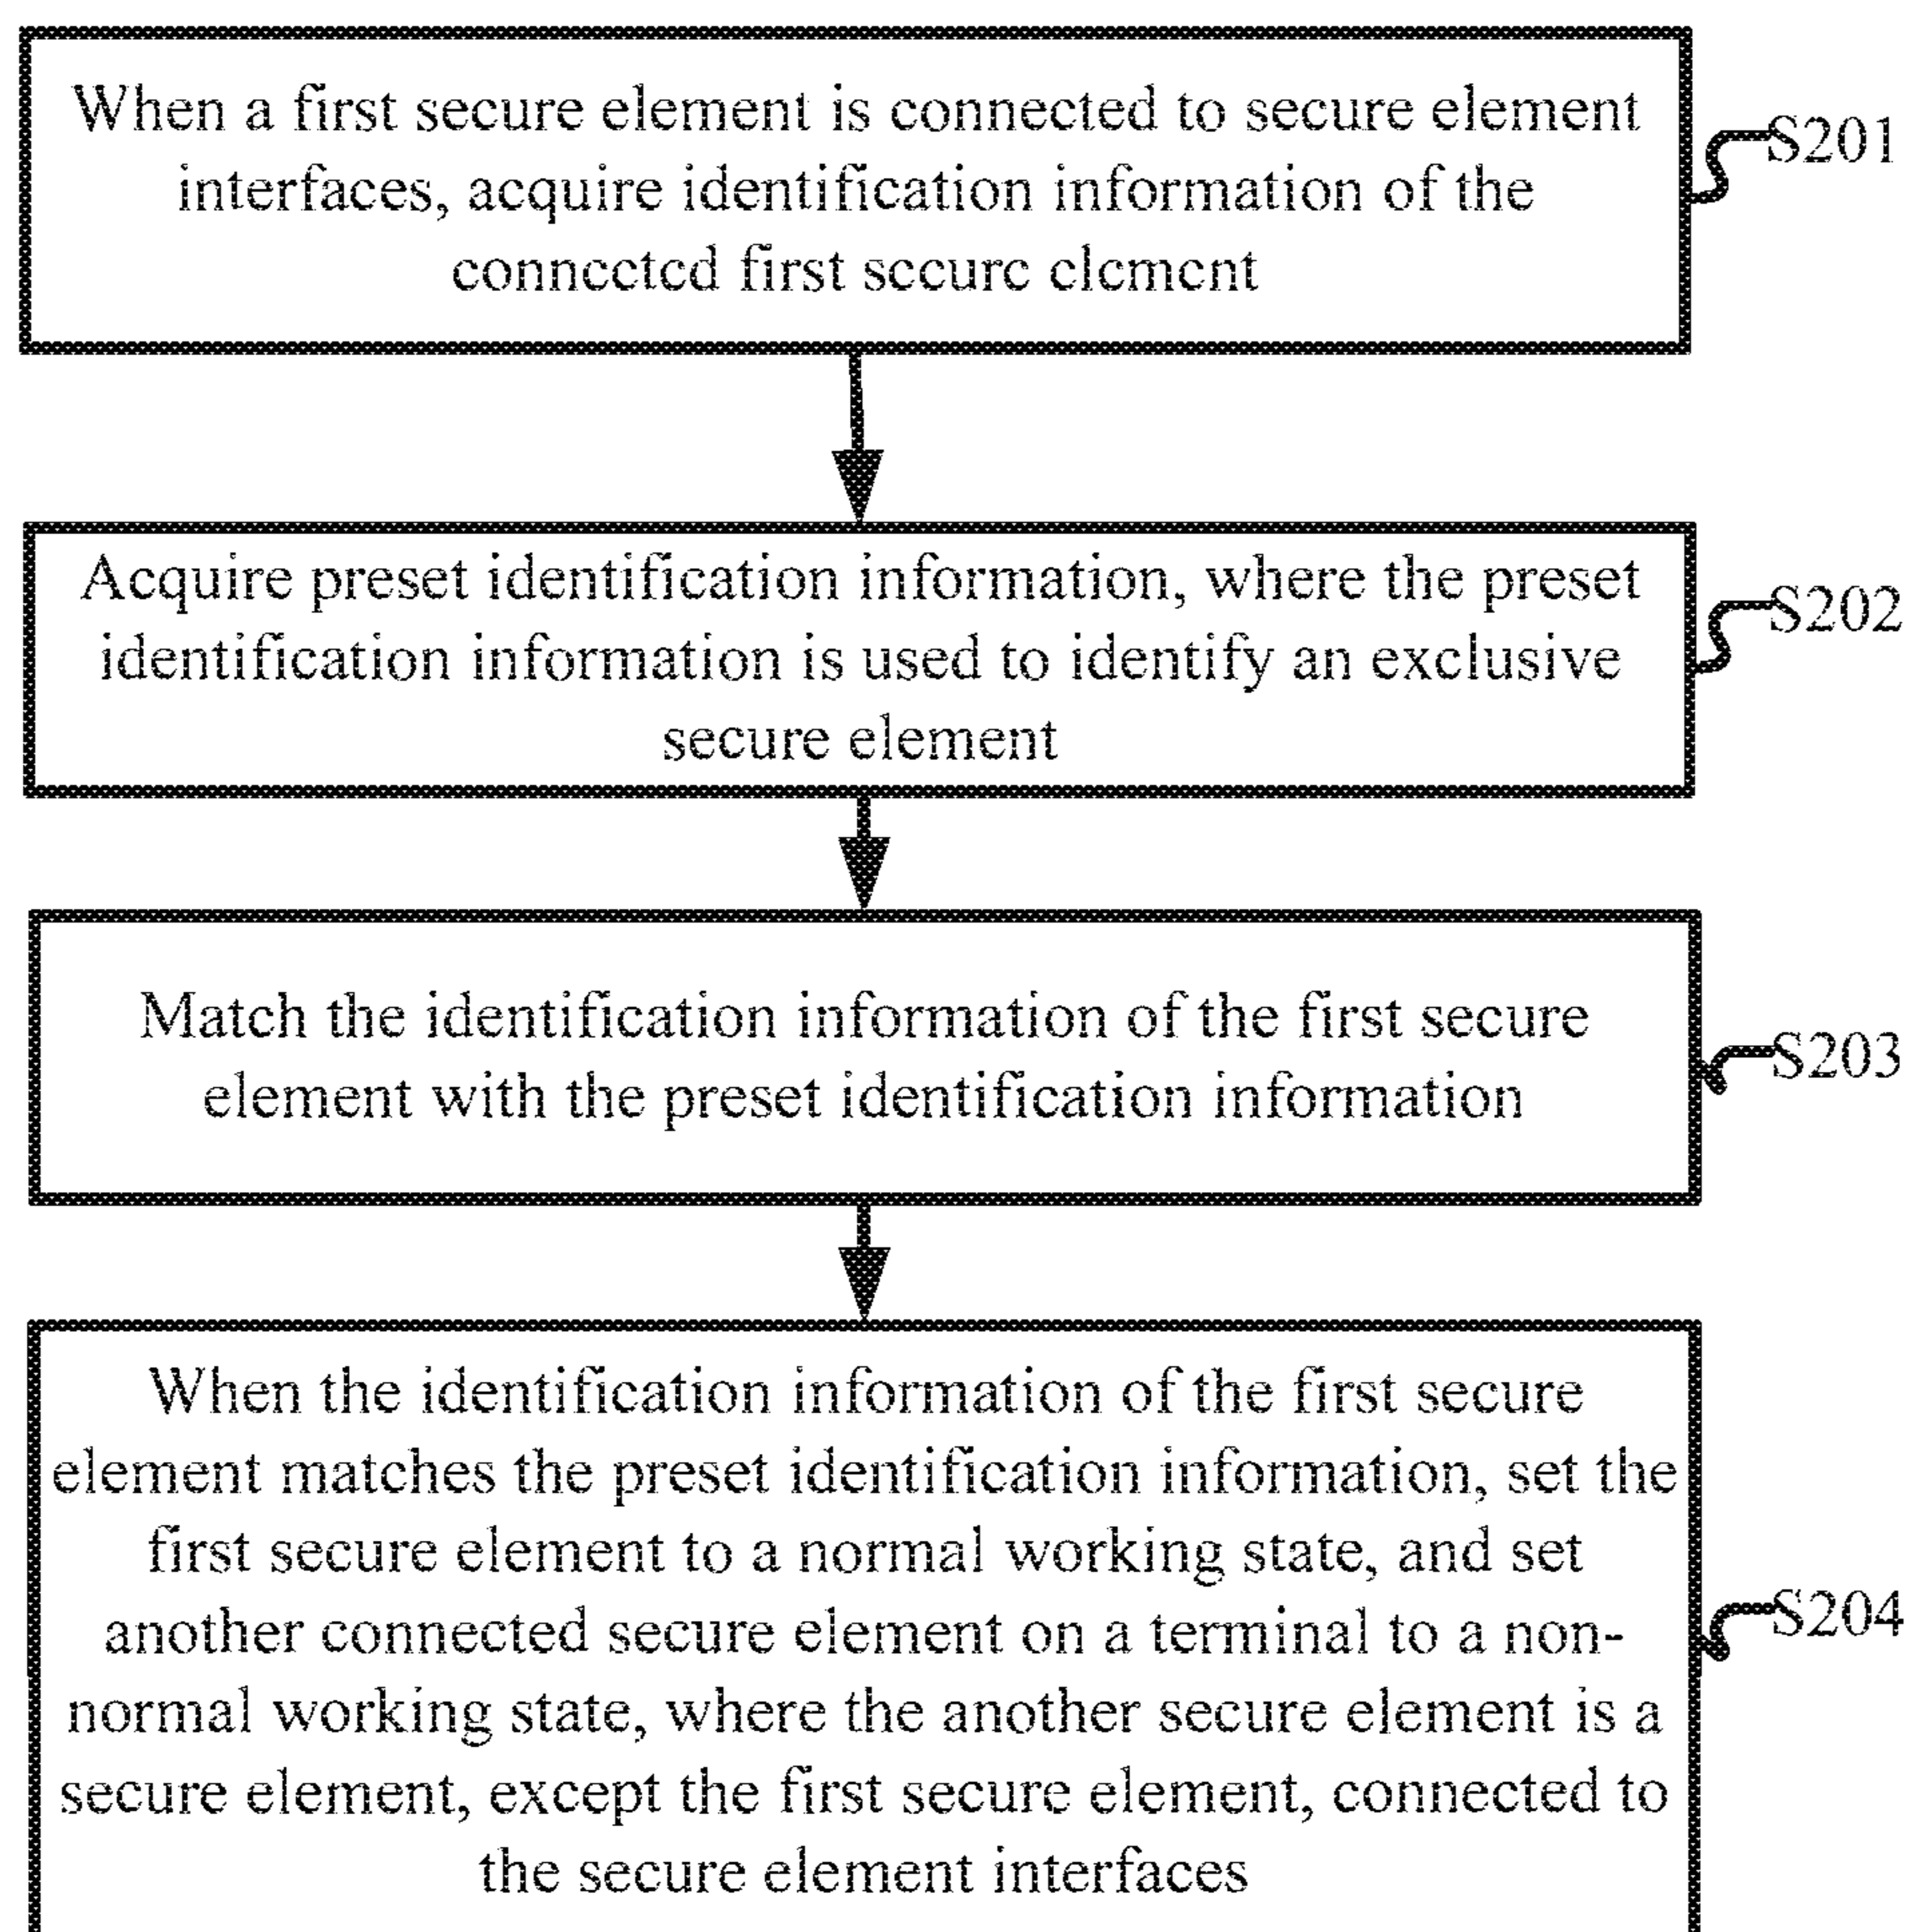 When a first secure element is connected to secure element
interfaces, acquire identification information of the
connected first secure element
S201
Acquire preset identification information, where the preset
identification information is used to identify an exclusive
secure element
S202
Match the identification information of the first secure
element with the preset identification information
S203
When the identification information of the first secure
element matches the preset identification information, set the
first secure element to a normal working state, and set
another connected secure element on a terminal to a non-
normal working state, where the another secure element is a
secure element, except the first secure element, connected to
the secure element interfaces
S204